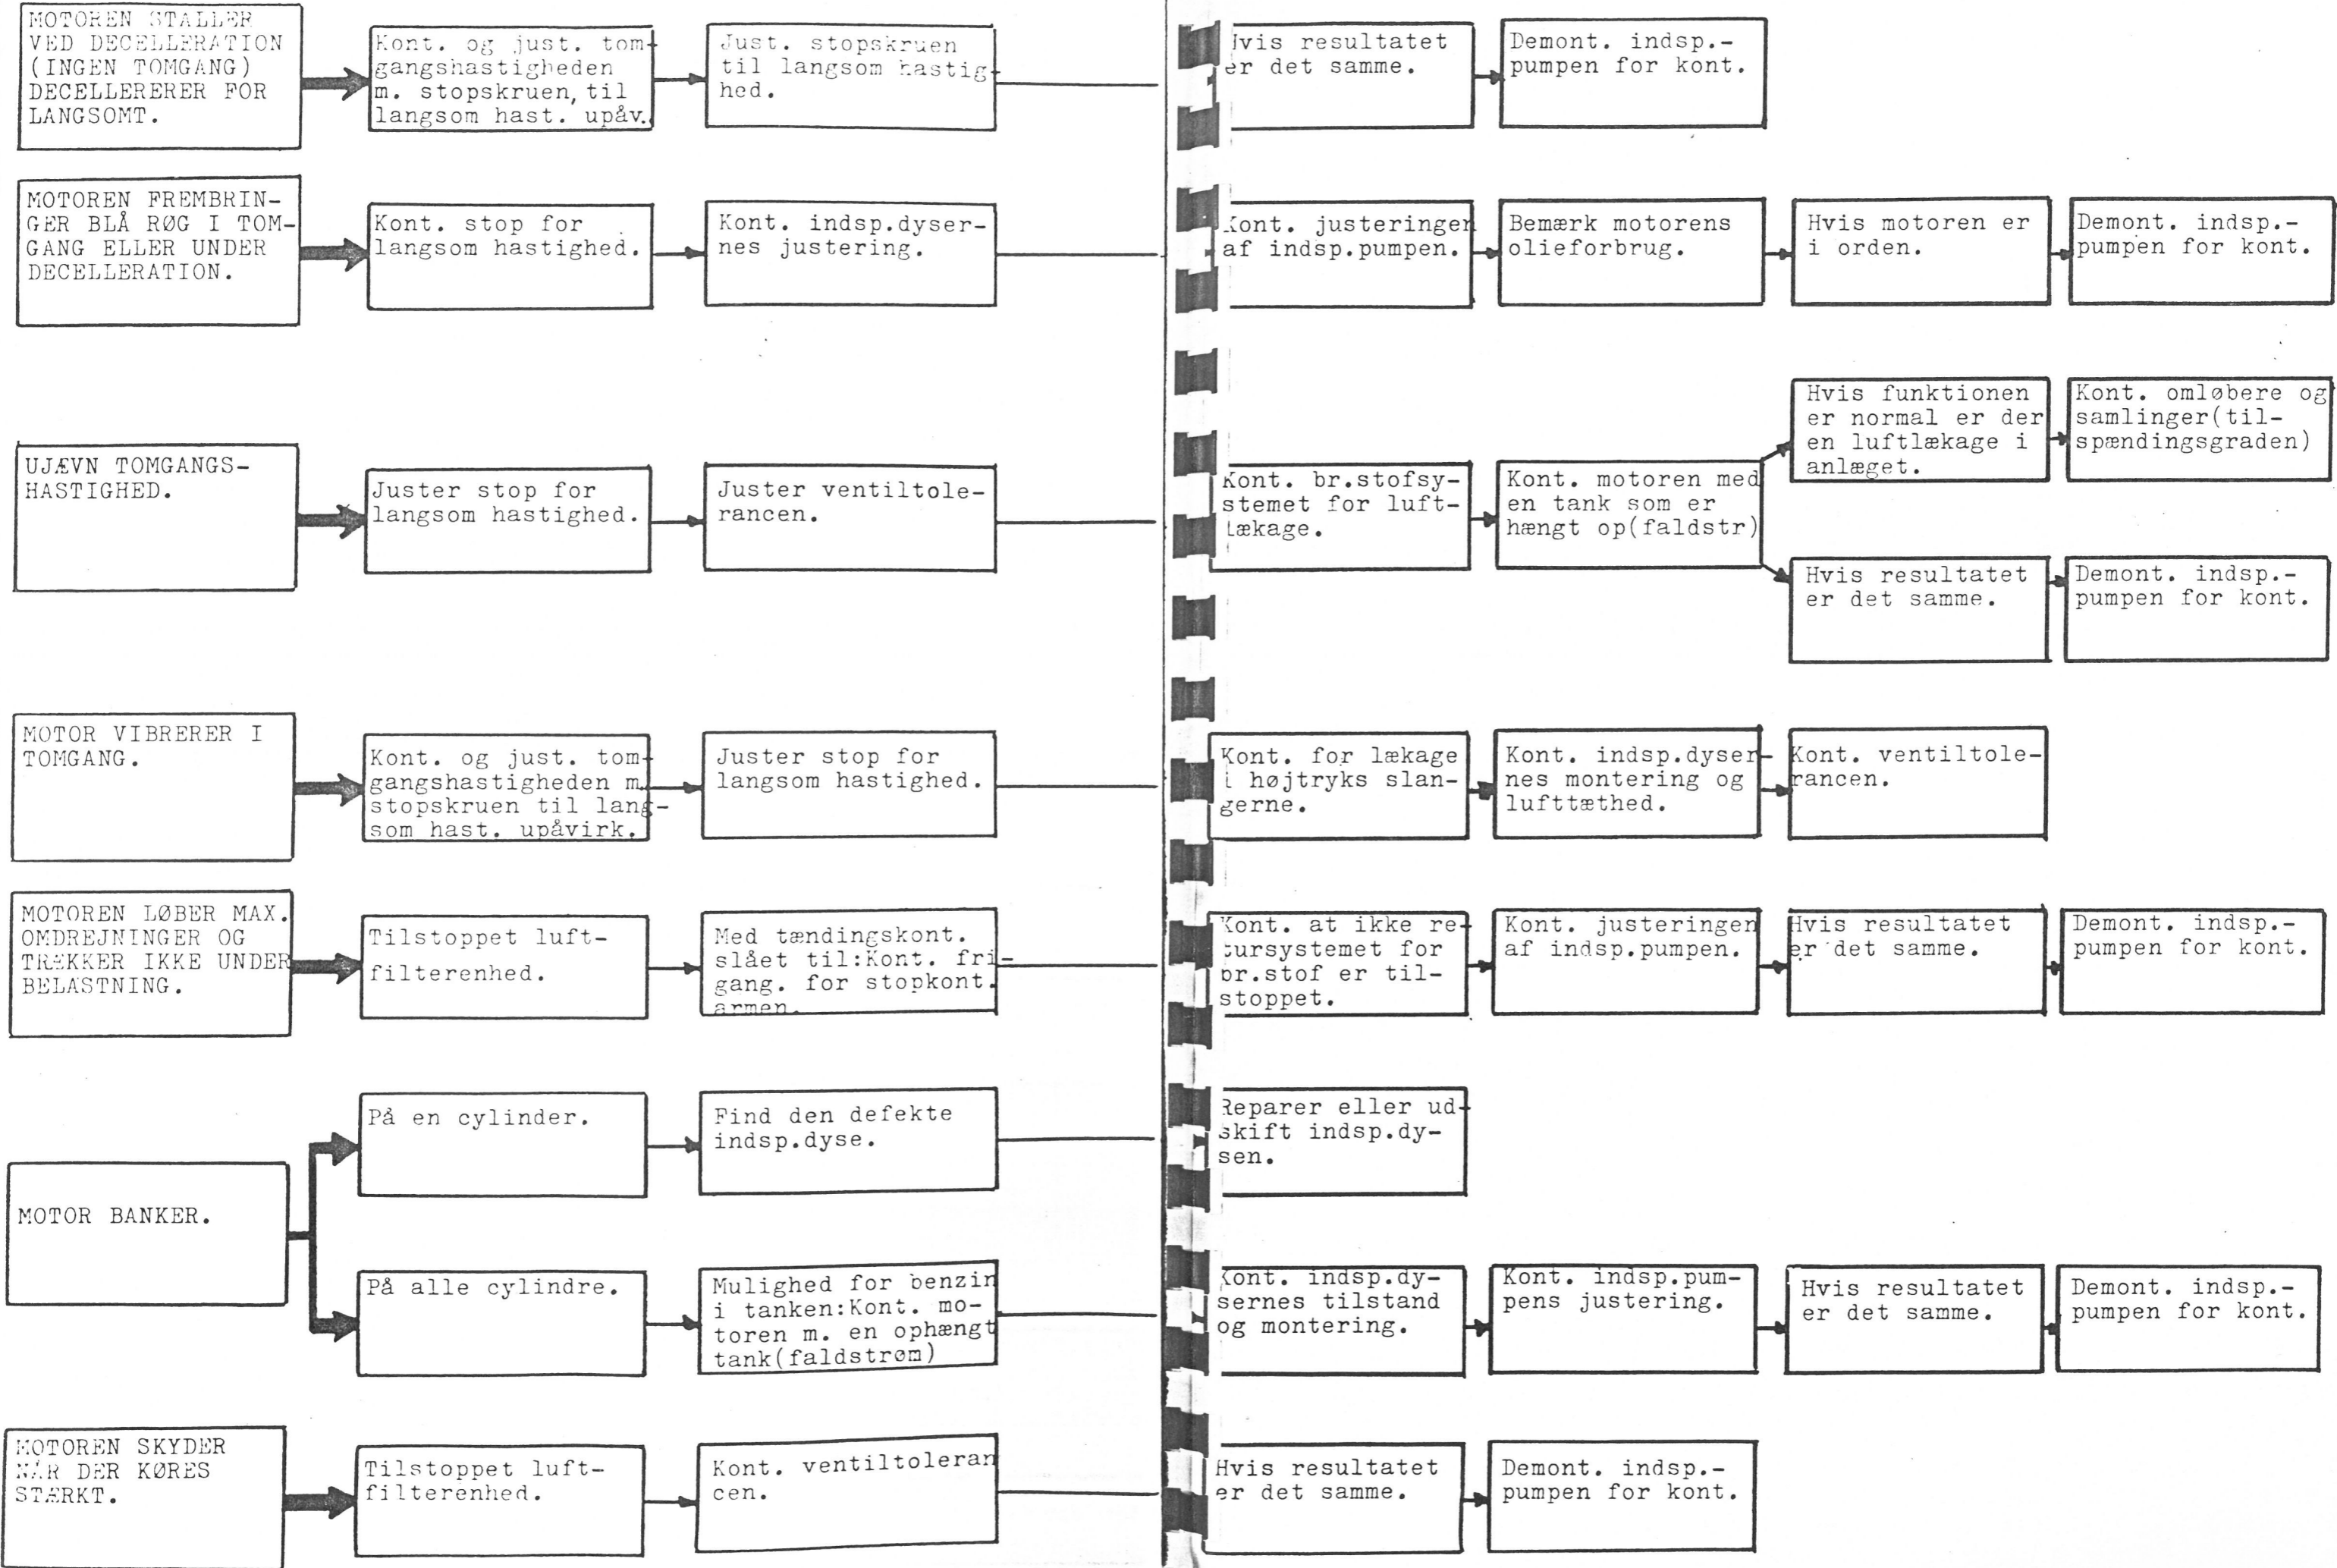 MOTOREN STALLER
VED DECELLERATION
(INGEN TOMGANG)
DECELLERERER FOR
LANGSOMT.
Kont. og just. tom-
gangshastigheden
m. stopskruen, til
langsom hast. upåv.
Just. stopskruen
til langsom hastig-
hed.
Hvis resultatet
er det samme.
Demont. indsp.-
pumpen for kont.
MOTOREN FREMBRIN-
GER BLÅ RØG I TOM-
GANG ELLER UNDER
DECELLERATION.
Kont. stop for
langsom hastighed.
Kont. indsp.dyser-
nes justering.
Kont. justeringen
af indsp.pumpen.
Bemærk motorens
olieforbrug.
Hvis motoren er
i orden.
Demont. indsp.-
pumpen for kont.
UJÆVN TOMGANGS-
HASTIGHED.
Juster stop for
langsom hastighed.
Juster ventiltole-
rancen.
Kont. br.stofsy-
stemet for luft-
lækage.
Kont. motoren med
en tank som er
hængt op(faldstr)
Hvis funktionen
er normal er der
en luftlækage i
anlæget.
Kont. omløbere og
samlinger(til-
spændingsgraden)
Hvis resultatet
er det samme.
Demont. indsp.-
pumpen for kont.
MOTOR VIBRERER I
TOMGANG.
Kont. og just. tom-
gangshastigheden m.
stopskruen til lang-
som hast. upåvirk.
Juster stop for
langsom hastighed.
Kont. for lækage
i højtryks slan-
gerne.
Kont. indsp.dyser-
nes montering og
lufttæthed.
Kont. ventiltole-
rancen.
MOTOREN LØBER MAX.
OMDREJNINGER OG
TRÆKKER IKKE UNDER
BELASTNING.
Tilstoppet luft-
filterenhed.
Med tændingskont.
slået til:Kont. fri-
gang. for stopkont.
armen.
Kont. at ikke re-
tursystemet for
br.stof er til-
stoppet.
Kont. justeringen
af indsp.pumpen.
Hvis resultatet
er det samme.
Demont. indsp.-
pumpen for kont.
MOTOR BANKER.
På en cylinder.
Find den defekte
indsp.dyse.
Reparer eller ud-
skift indsp.dy-
sen.
På alle cylindre.
Mulighed for benzin
i tanken:Kont. mo-
toren m. en ophængt
tank(faldstrøm)
Kont. indsp.dy-
sernes tilstand
og montering.
Kont. indsp.pum-
pens justering.
Hvis resultatet
er det samme.
Demont. indsp.-
pumpen for kont.
MOTOREN SKYDER
NÅR DER KØRES
STÆRKT.
Tilstoppet luft-
filterenhed.
Kont. ventiltoleran
cen.
Hvis resultatet
er det samme.
Demont. indsp.-
pumpen for kont.